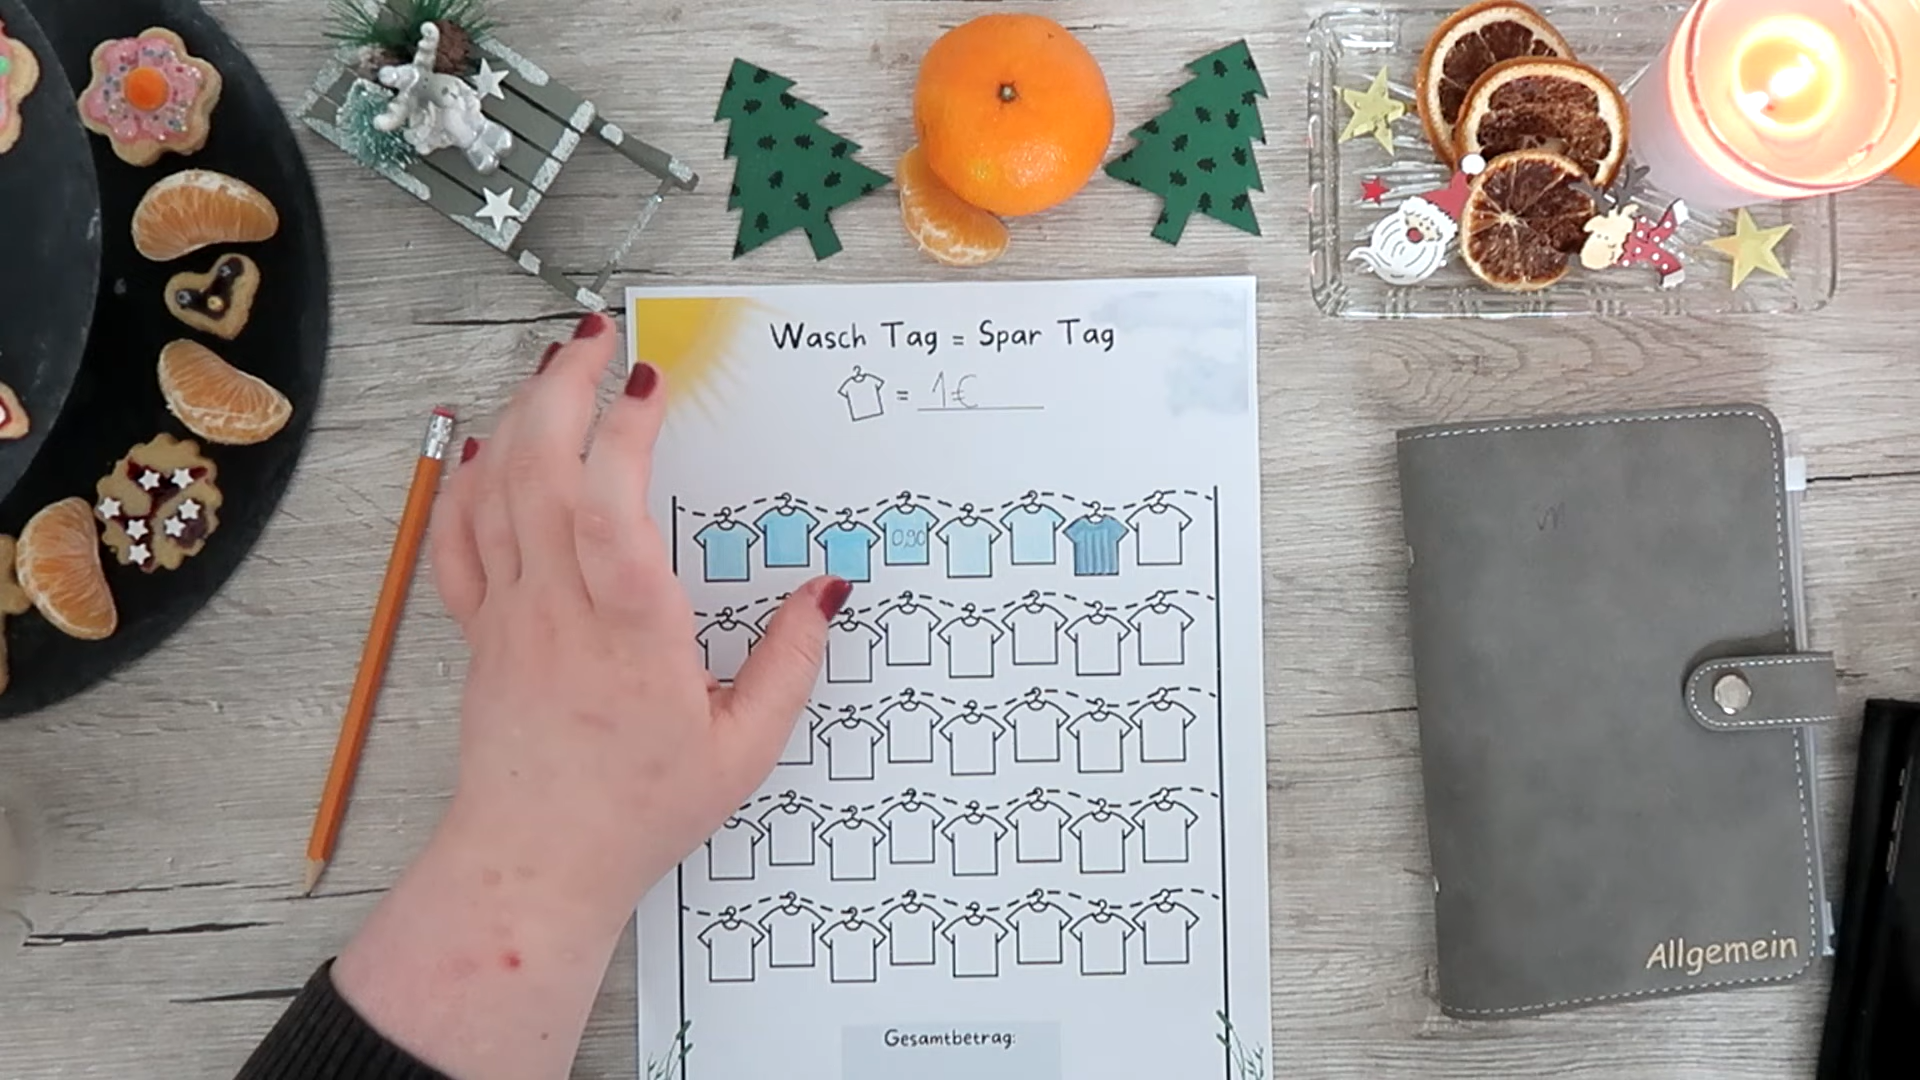 Wasch Tag = Spar Tag
= 1€
0,90
Gesamtbetrag:
Allgemein